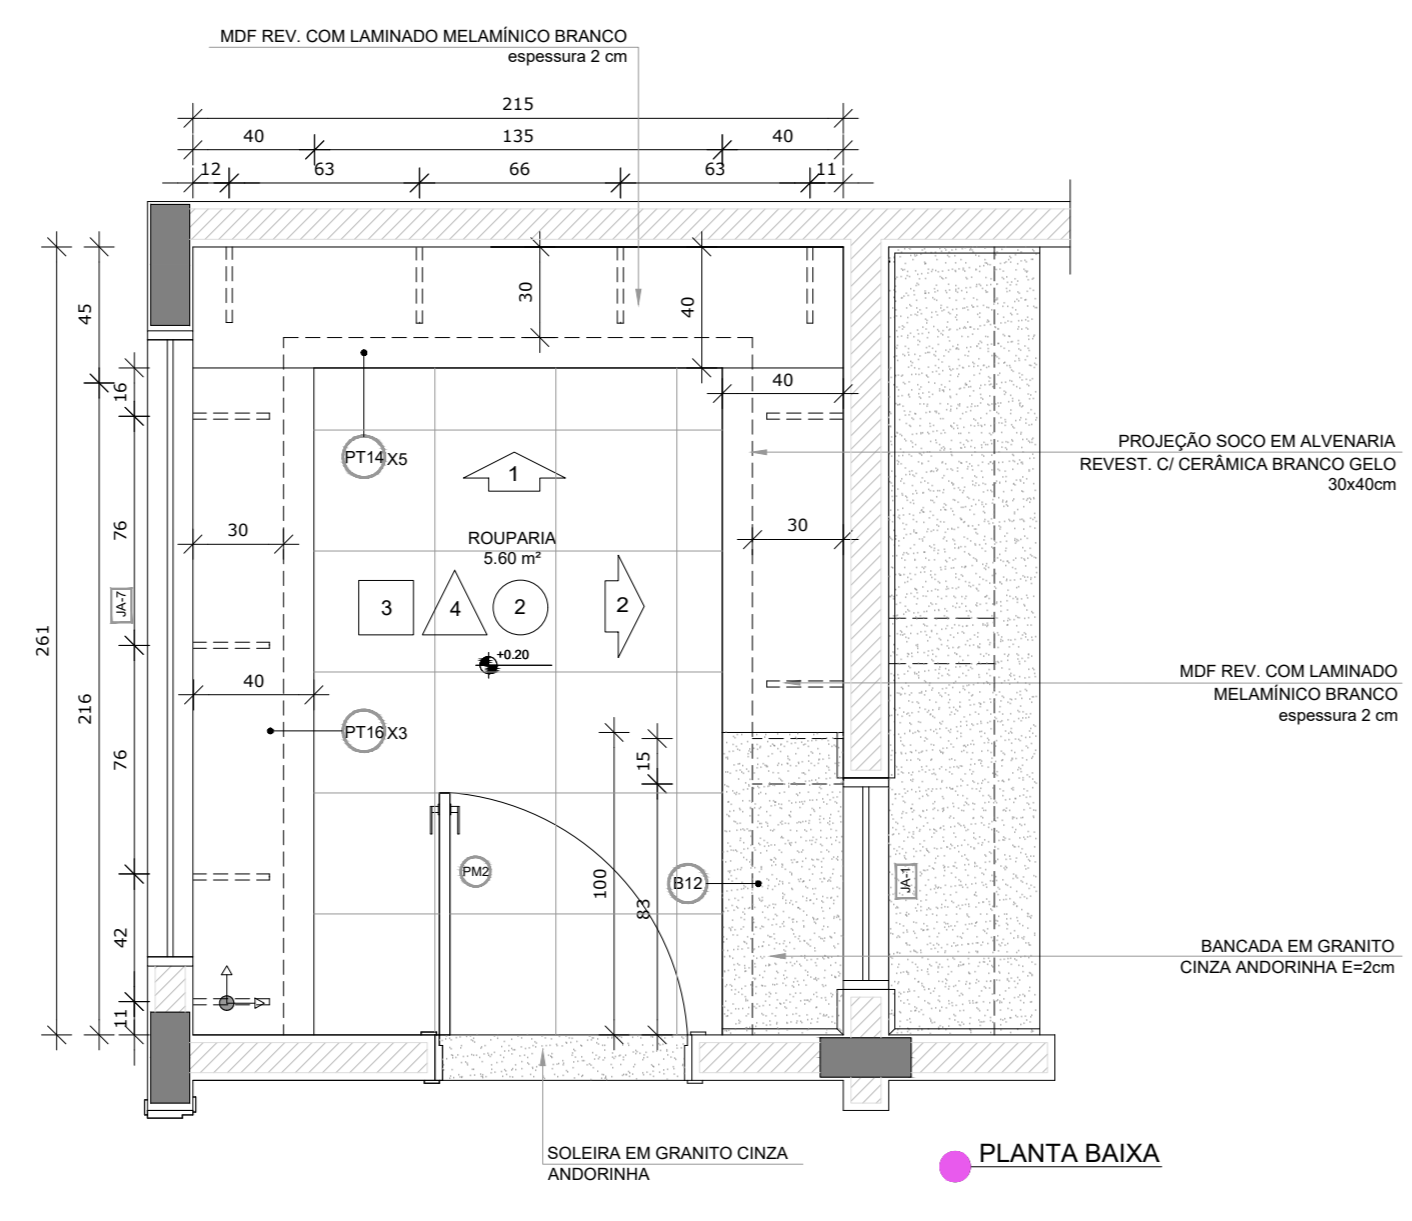 MDF REV. COM LAMINADO MELAMÍNICO BRANCO
espessura 2 cm
215
40 135 40
12 63 66 63 11
45
30
40
16
40
PT14 X5
1
PROJEÇÃO SOCO EM ALVENARIA
REVEST. C/ CERÂMICA BRANCO GELO
30x40cm
76
30
30
ROUPARIA
5.60 m²
JA-7
3 4 2 2
261
+0.20
40
MDF REV. COM LAMINADO
MELAMÍNICO BRANCO
espessura 2 cm
216
PT16 X3
76
15
PM2
100
B12
JA-1
83
42
BANCADA EM GRANITO
CINZA ANDORINHA E=2cm
11
SOLEIRA EM GRANITO CINZA
ANDORINHA
PLANTA BAIXA